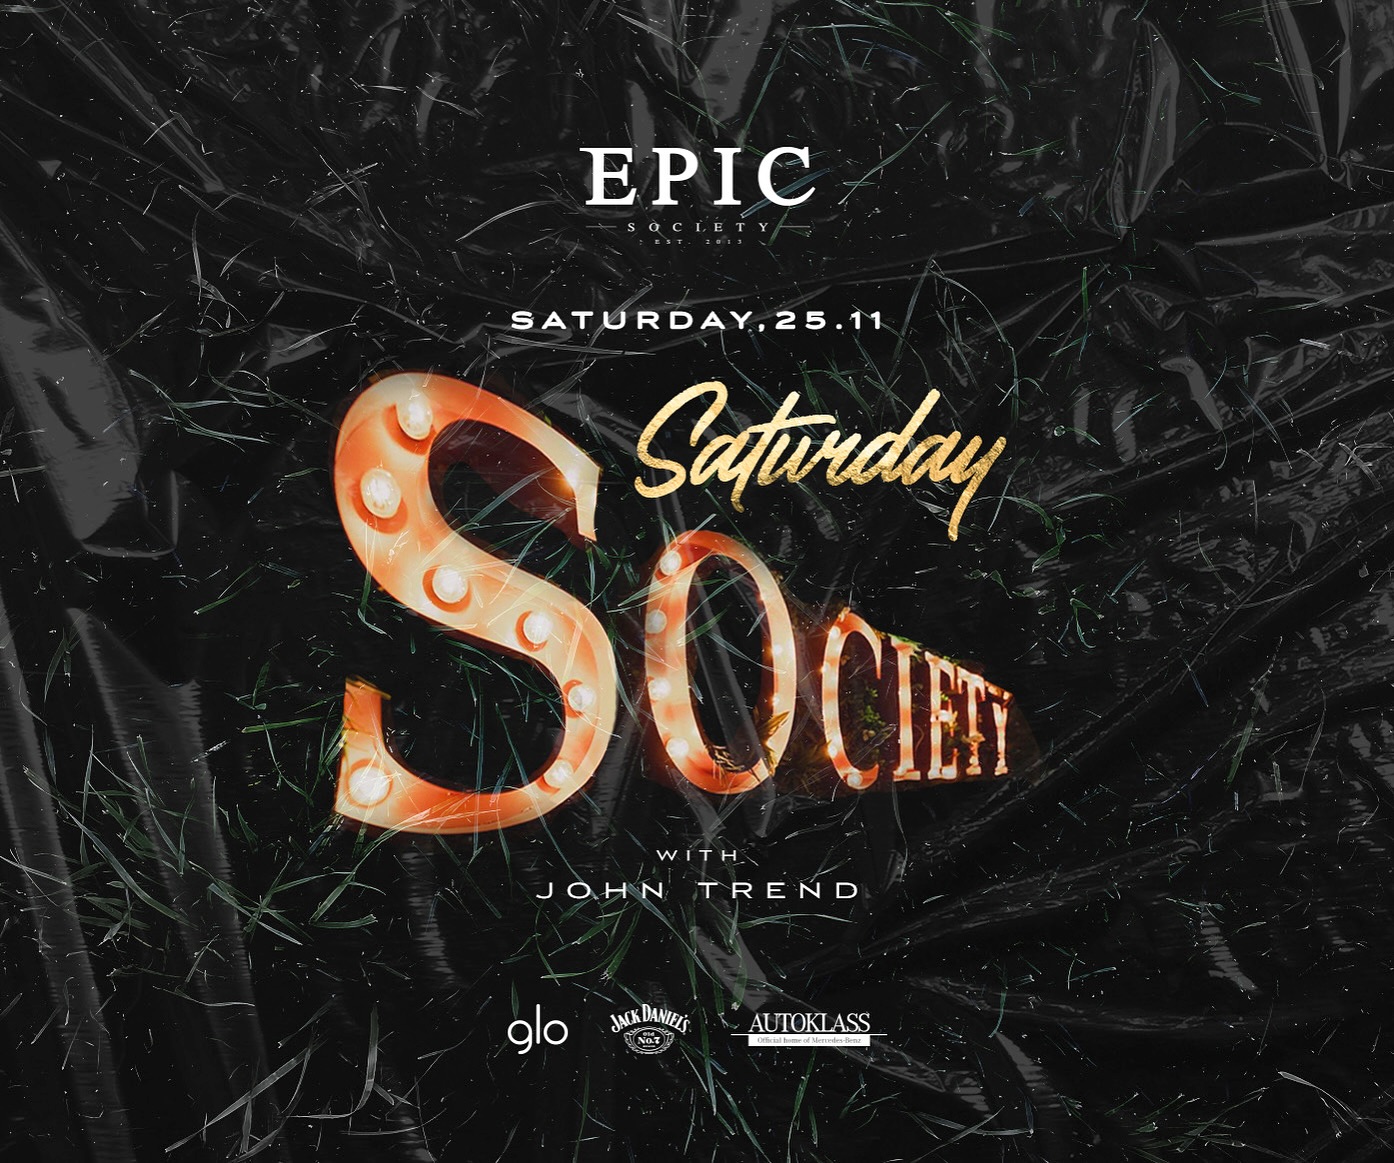 EPIC
SOCIETY
EST. 2013
SATURDAY, 25.11
Saturday
SOCIETY
WITH
JOHN TREND
glo
JACK DANIEL'S
Old
No.7
AUTOKLASS
Official home of Mercedes-Benz